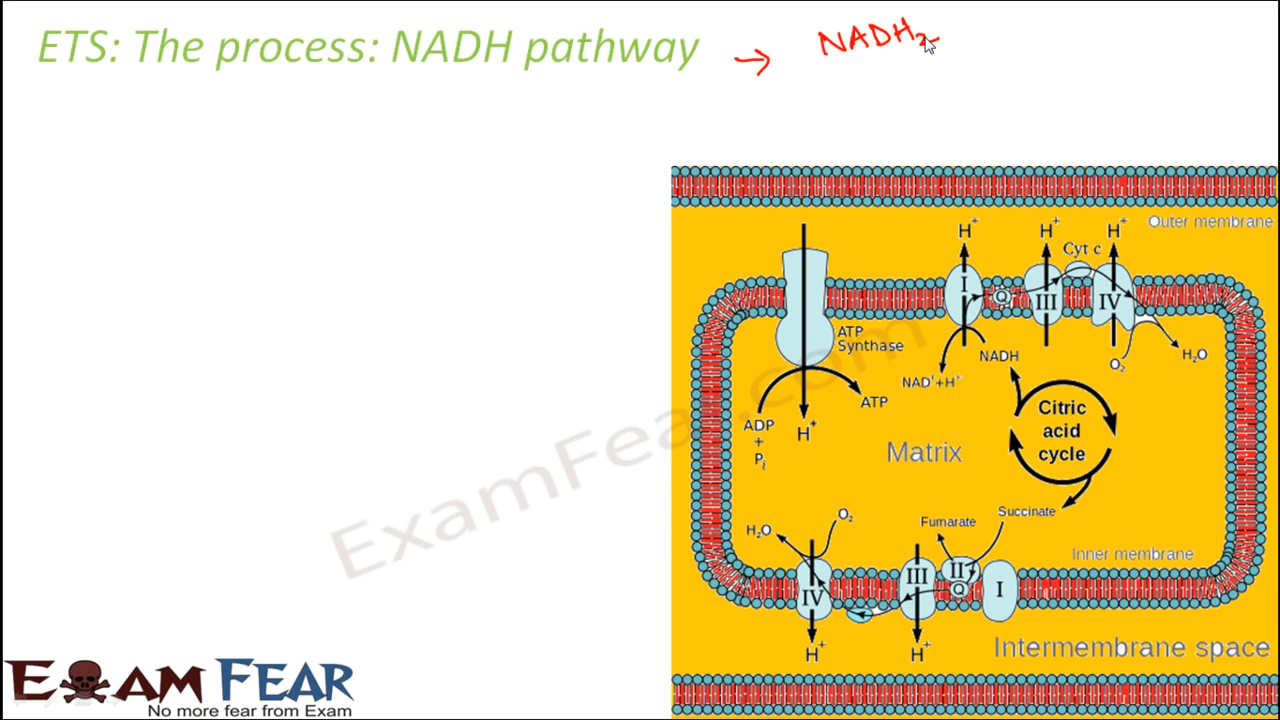 ETS: The process: NADH pathway → NADH₂
Outer membrane
H⁺ H⁺ H⁺
Cyt c
I Q III IV
ATP
Synthase
NADH
H₂O
O₂
NAD⁺+H⁺
ATP
ADP
+
Pᵢ
H⁺
Citric
acid
cycle
Matrix
ExamFear.com
Succinate
Fumarate
O₂
H₂O
Inner membrane
IV III II Q I
H⁺ H⁺
Intermembrane space
EXAM FEAR
No more fear from Exam